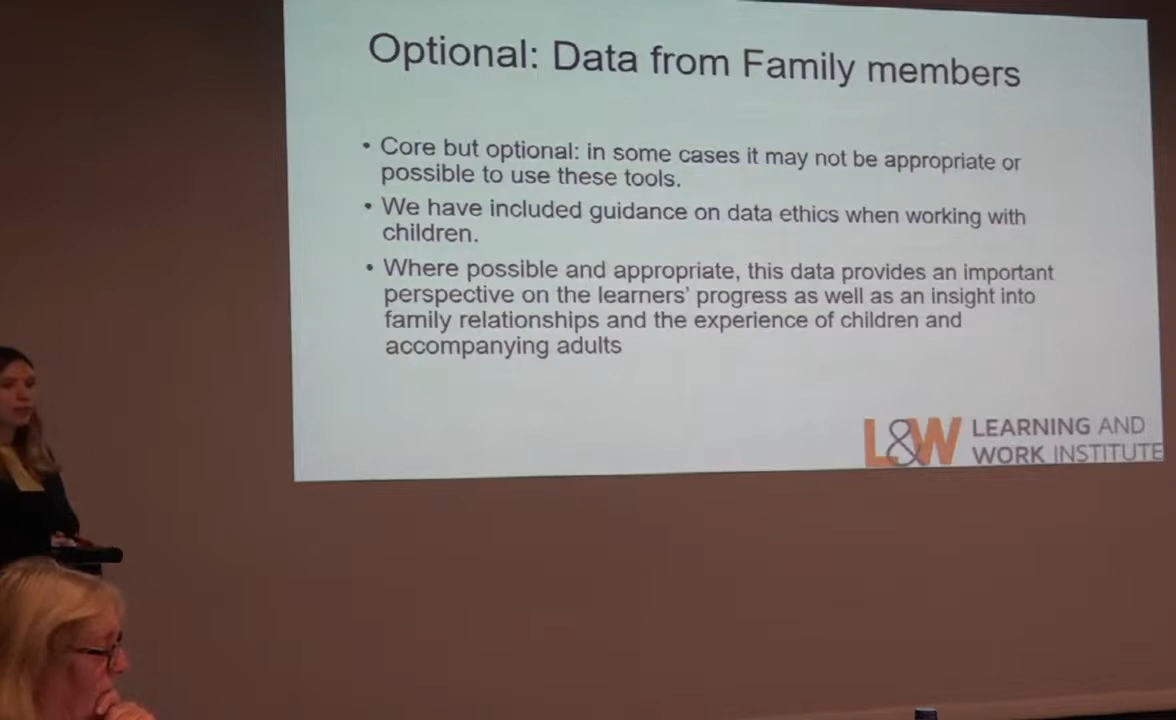 Optional: Data from Family members
• Core but optional: in some cases it may not be appropriate or
possible to use these tools.
• We have included guidance on data ethics when working with
children.
• Where possible and appropriate, this data provides an important
perspective on the learners' progress as well as an insight into
family relationships and the experience of children and
accompanying adults
L&W LEARNING AND
WORK INSTITUTE